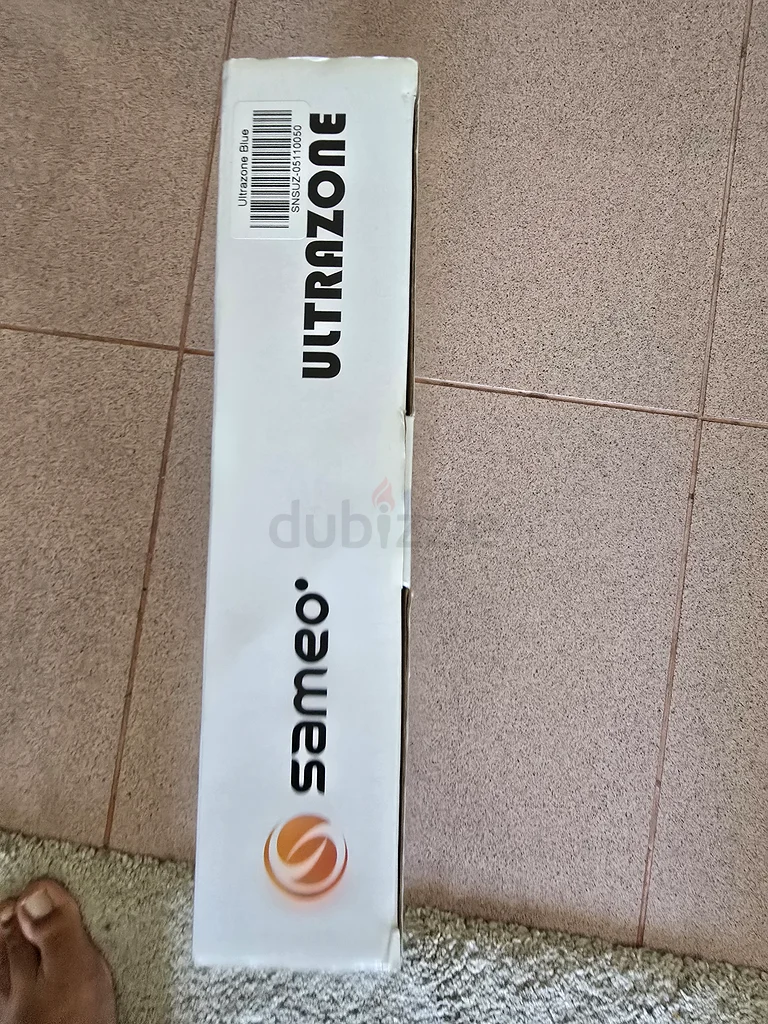 Ultrazone Blue
SNSUZ-05110050
ULTRAZONE
sameo
dubizzle